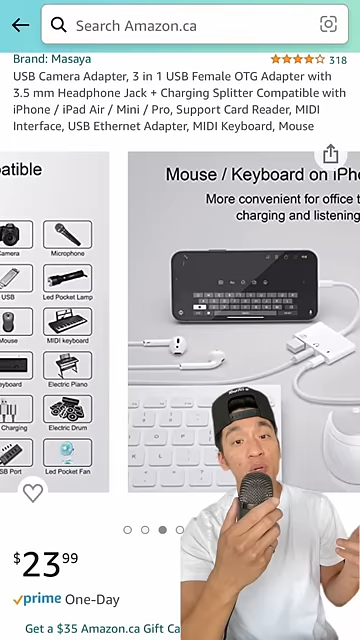 Search Amazon.ca
Brand: Masaya
318
USB Camera Adapter, 3 in 1 USB Female OTG Adapter with
3.5 mm Headphone Jack + Charging Splitter Compatible with
iPhone / iPad Air / Mini / Pro, Support Card Reader, MIDI
Interface, USB Ethernet Adapter, MIDI Keyboard, Mouse
atible
amera
Microphone
USB
Led Pocket Lamp
Mouse
MIDI keyboard
eyboard
Electric Piano
Charging
Electric Drum
SB Port
Led Pocket Fan
Mouse / Keyboard on iPho
More convenient for office t
charging and listening
$23 99
prime One-Day
Get a $35 Amazon.ca Gift Ca